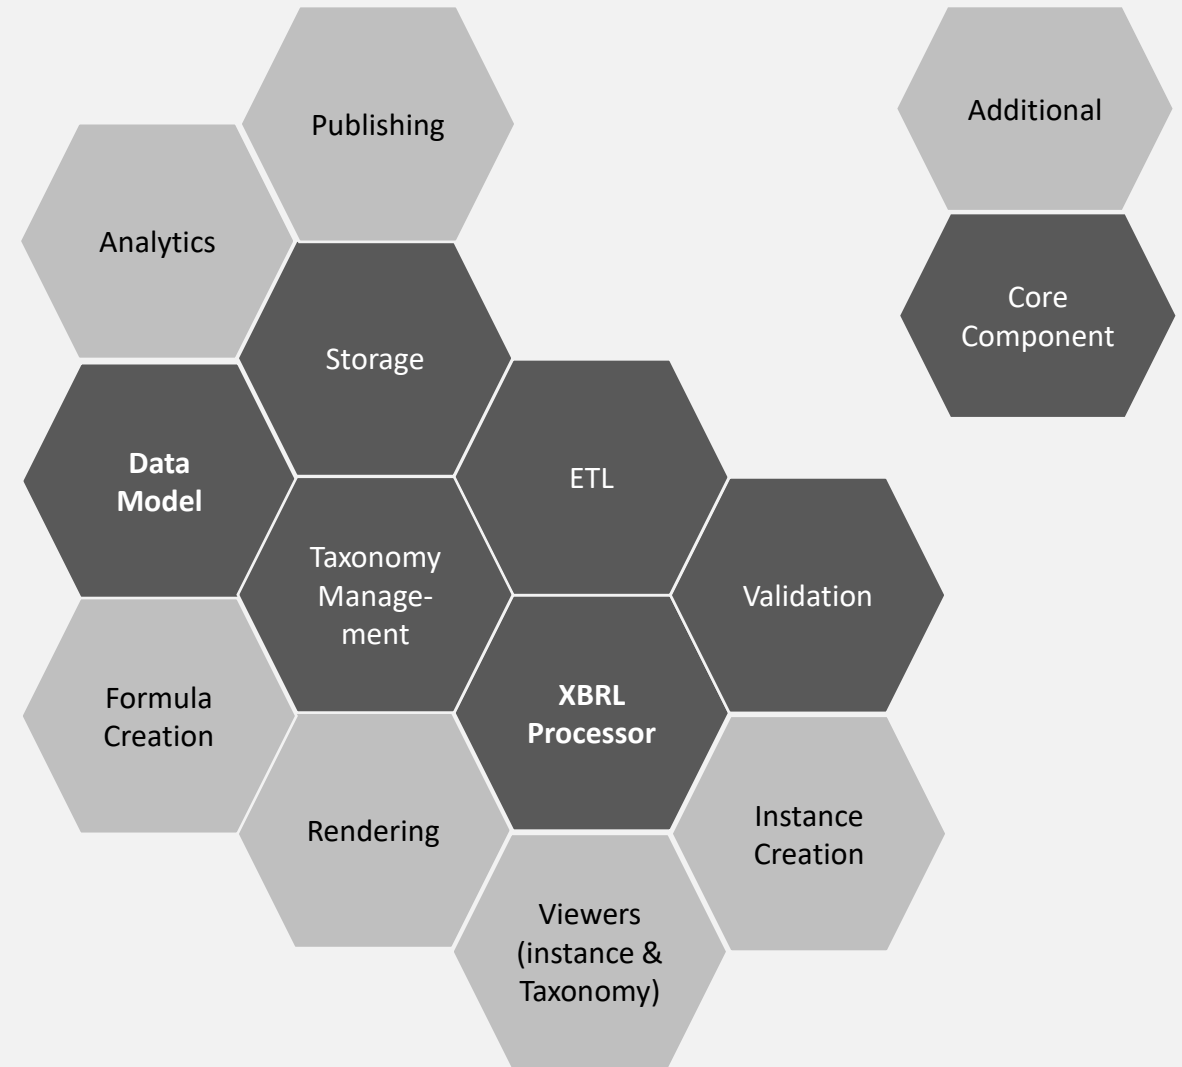 Publishing
Additional
Analytics
Core
Component
Storage
Data
Model
ETL
Taxonomy
Manage-
ment
Validation
Formula
Creation
XBRL
Processor
Rendering
Instance
Creation
Viewers
(instance &
Taxonomy)